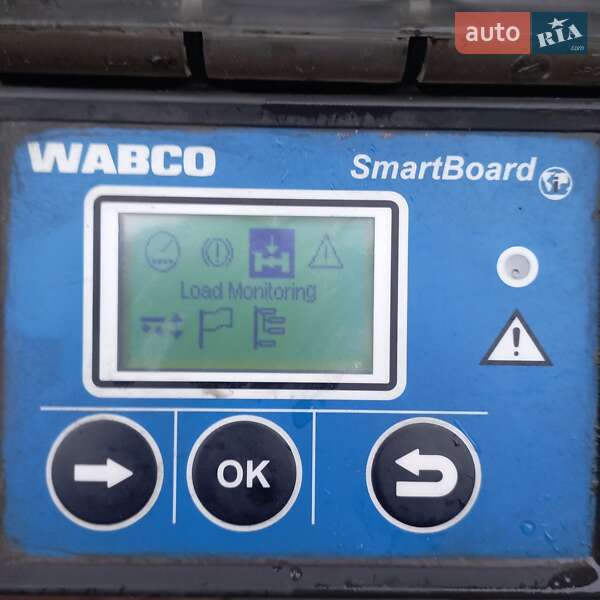 auto RIA .com
WABCO
SmartBoard
Load Monitoring
OK